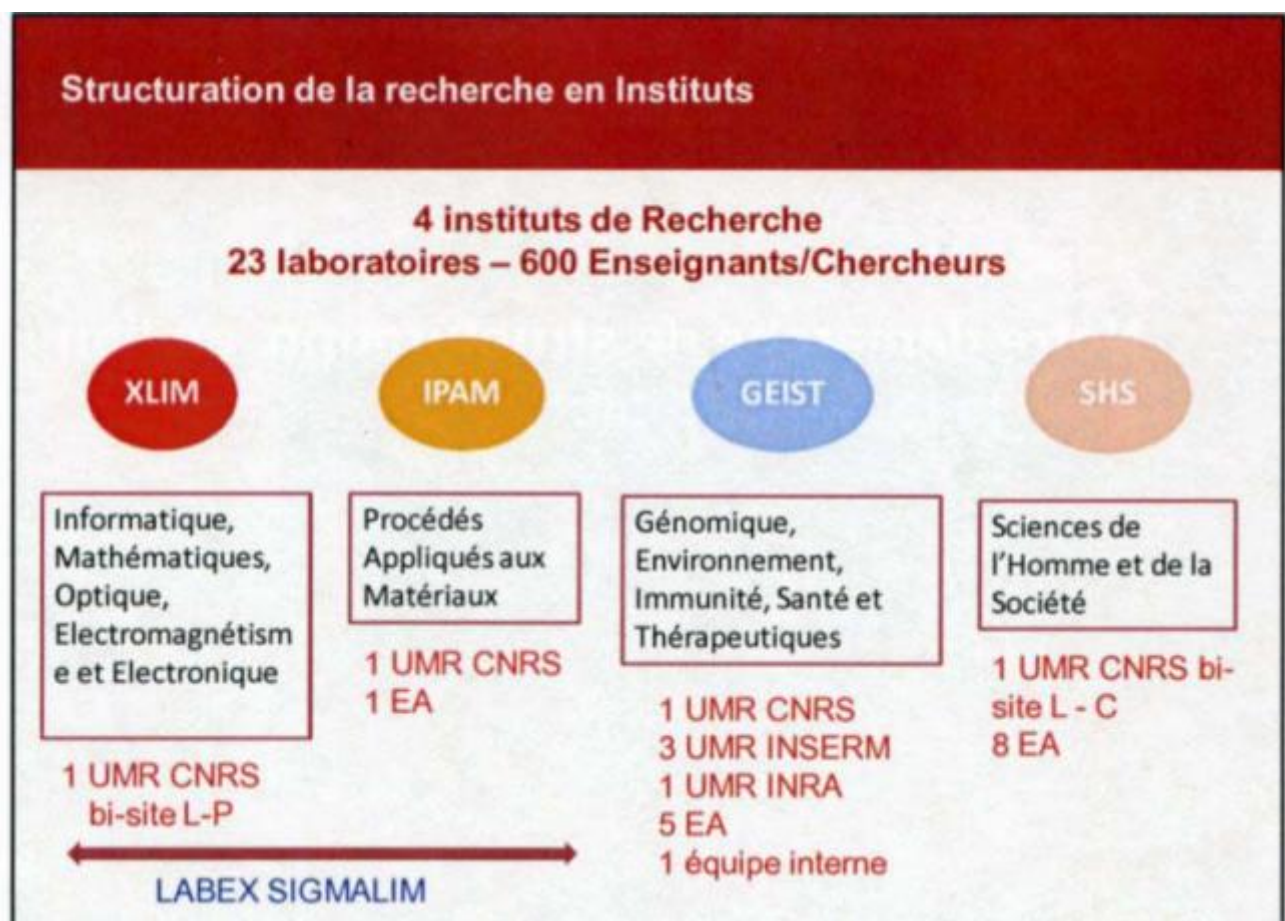 Structuration de la recherche en Instituts
4 instituts de Recherche
23 laboratoires – 600 Enseignants/Chercheurs
XLIM
IPAM
GEIST
SHS
Informatique,
Mathématiques,
Optique,
Electromagnétism
e et Electronique
1 UMR CNRS
bi-site L-P
Procédés
Appliqués aux
Matériaux
1 UMR CNRS
1 EA
Génomique,
Environnement,
Immunité, Santé et
Thérapeutiques
1 UMR CNRS
3 UMR INSERM
1 UMR INRA
5 EA
1 équipe interne
Sciences de
l'Homme et de la
Société
1 UMR CNRS bi-
site L - C
8 EA
LABEX SIGMALIM